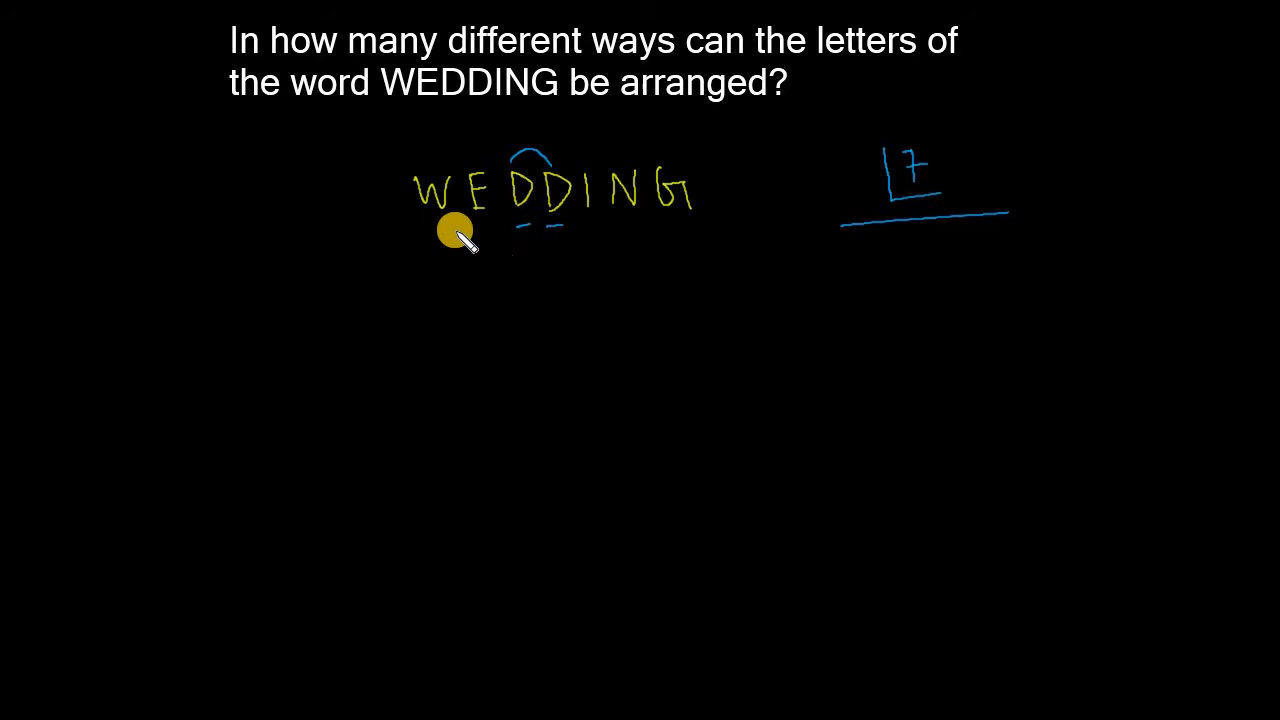 In how many different ways can the letters of
the word WEDDING be arranged?
WEDDING
7